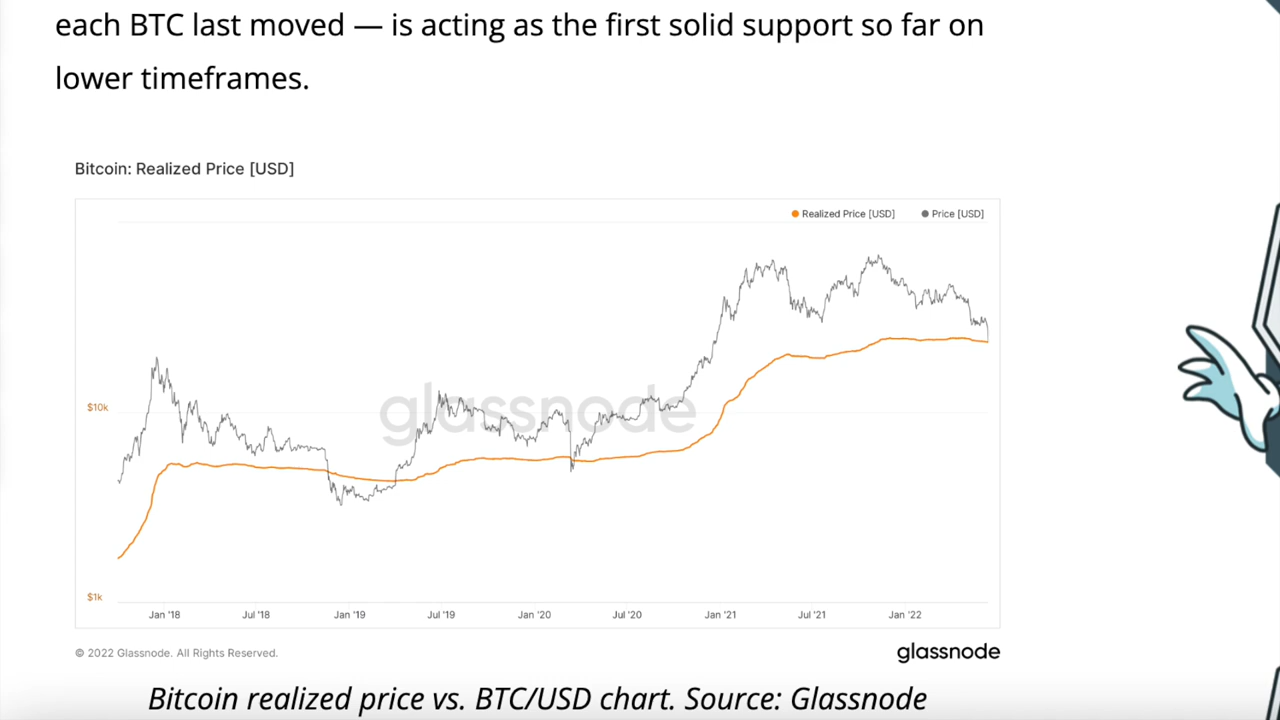 each BTC last moved — is acting as the first solid support so far on
lower timeframes.
Bitcoin: Realized Price [USD]
Realized Price [USD]
Price [USD]
$10k
glassnode
$1k
Jan '18
Jul '18
Jan '19
Jul '19
Jan '20
Jul '20
Jan '21
Jul '21
Jan '22
© 2022 Glassnode. All Rights Reserved.
glassnode
Bitcoin realized price vs. BTC/USD chart. Source: Glassnode